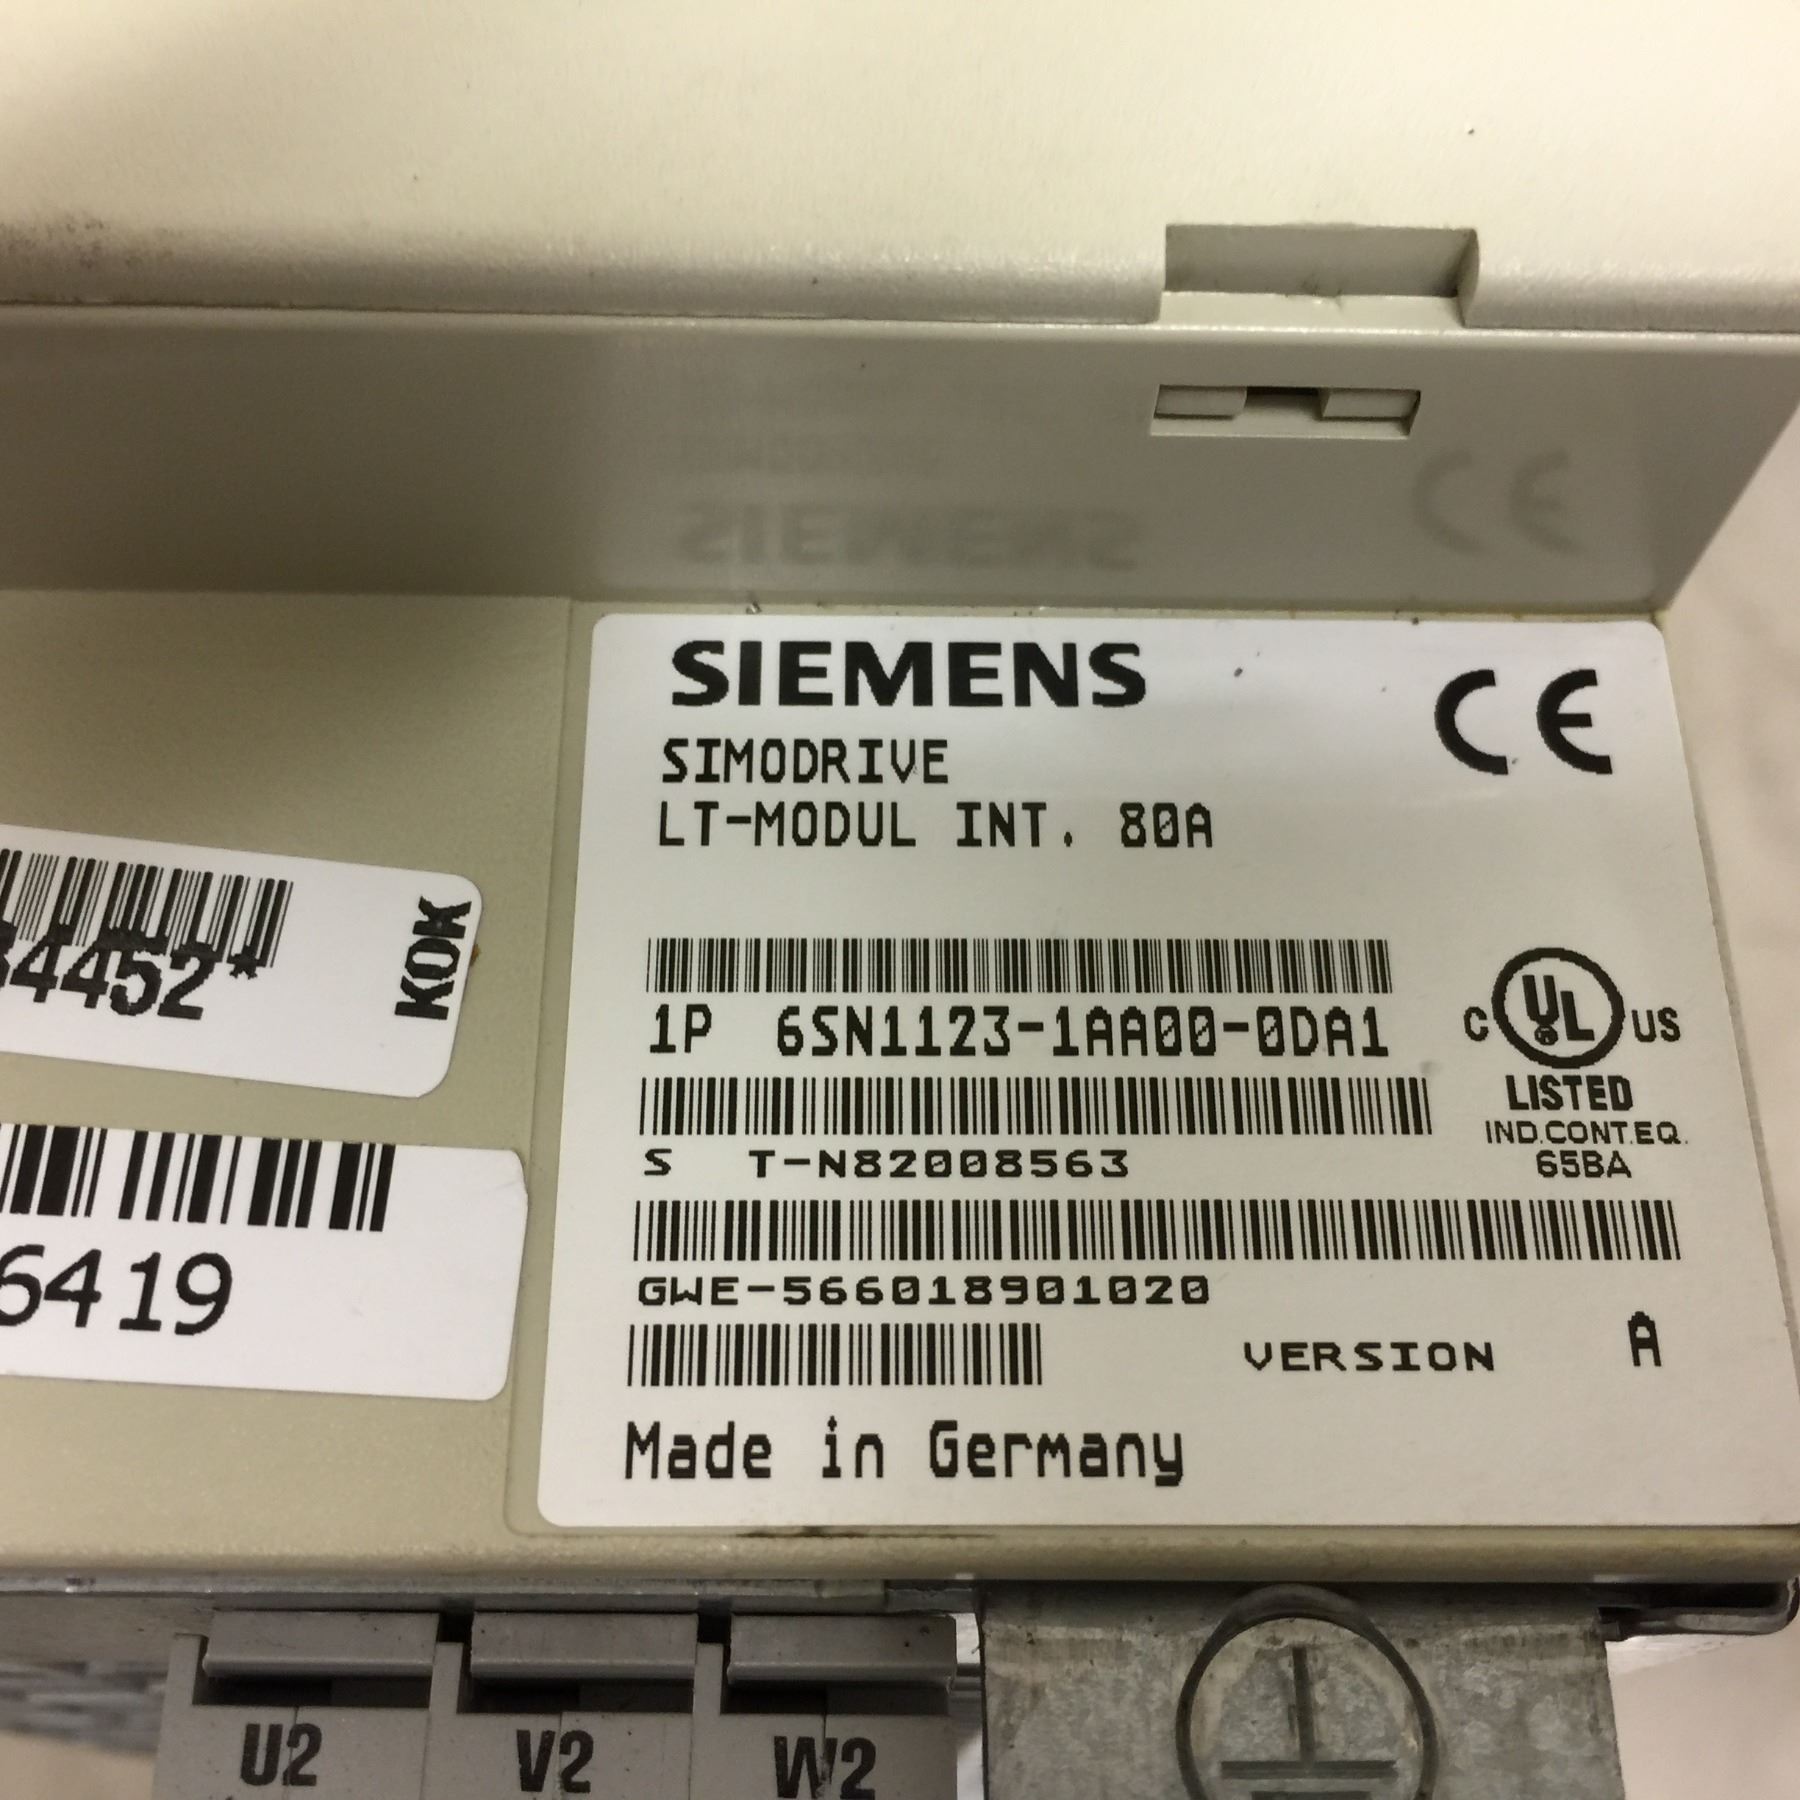 SIEMENS
CE
SIMODRIVE
LT-MODUL INT. 80A
34452*
KOK
1P 6SN1123-1AA00-0DA1
C UL ® US
LISTED
IND.CONT.EQ.
65BA
S T-N82008563
GWE-566018901020
6419
VERSION A
Made in Germany
U2 V2 W2